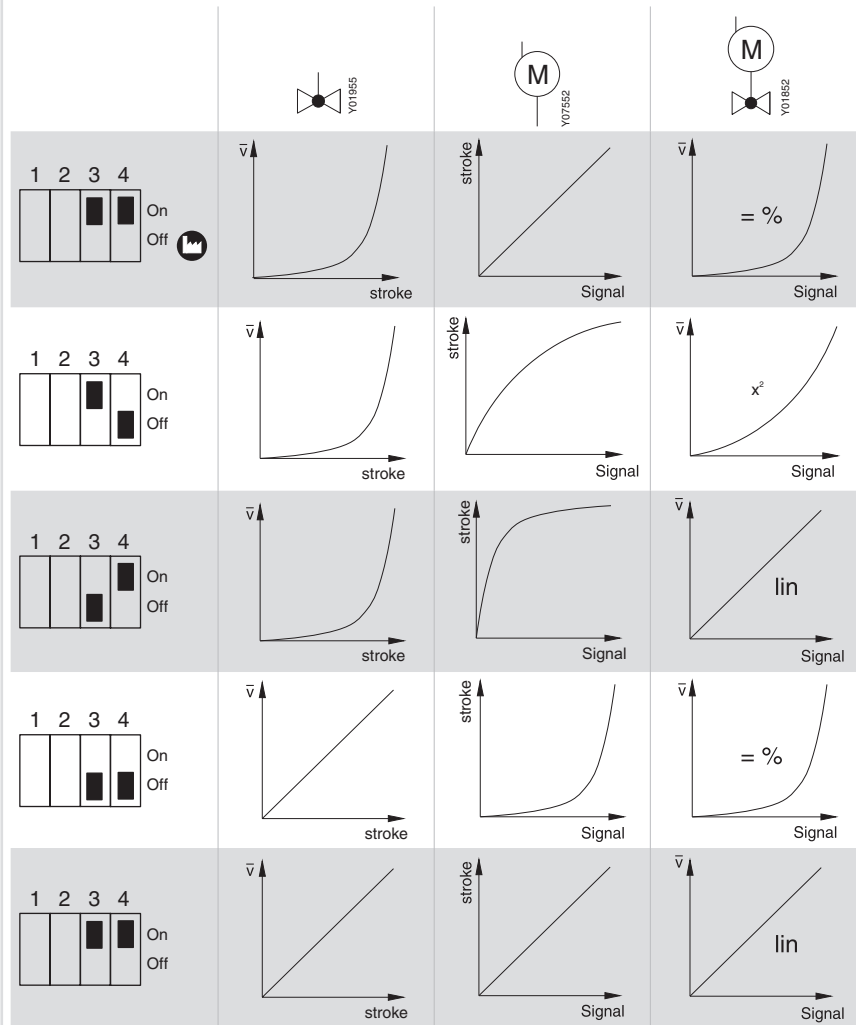 M
M
Y01955
Y07552
Y01852
1 2 3 4
On
Off
v̄
stroke
stroke
Signal
v̄
= %
Signal
1 2 3 4
On
Off
v̄
stroke
stroke
Signal
v̄
x²
Signal
1 2 3 4
On
Off
v̄
stroke
stroke
Signal
v̄
lin
Signal
1 2 3 4
On
Off
v̄
stroke
stroke
Signal
v̄
= %
Signal
1 2 3 4
On
Off
v̄
stroke
stroke
Signal
v̄
lin
Signal